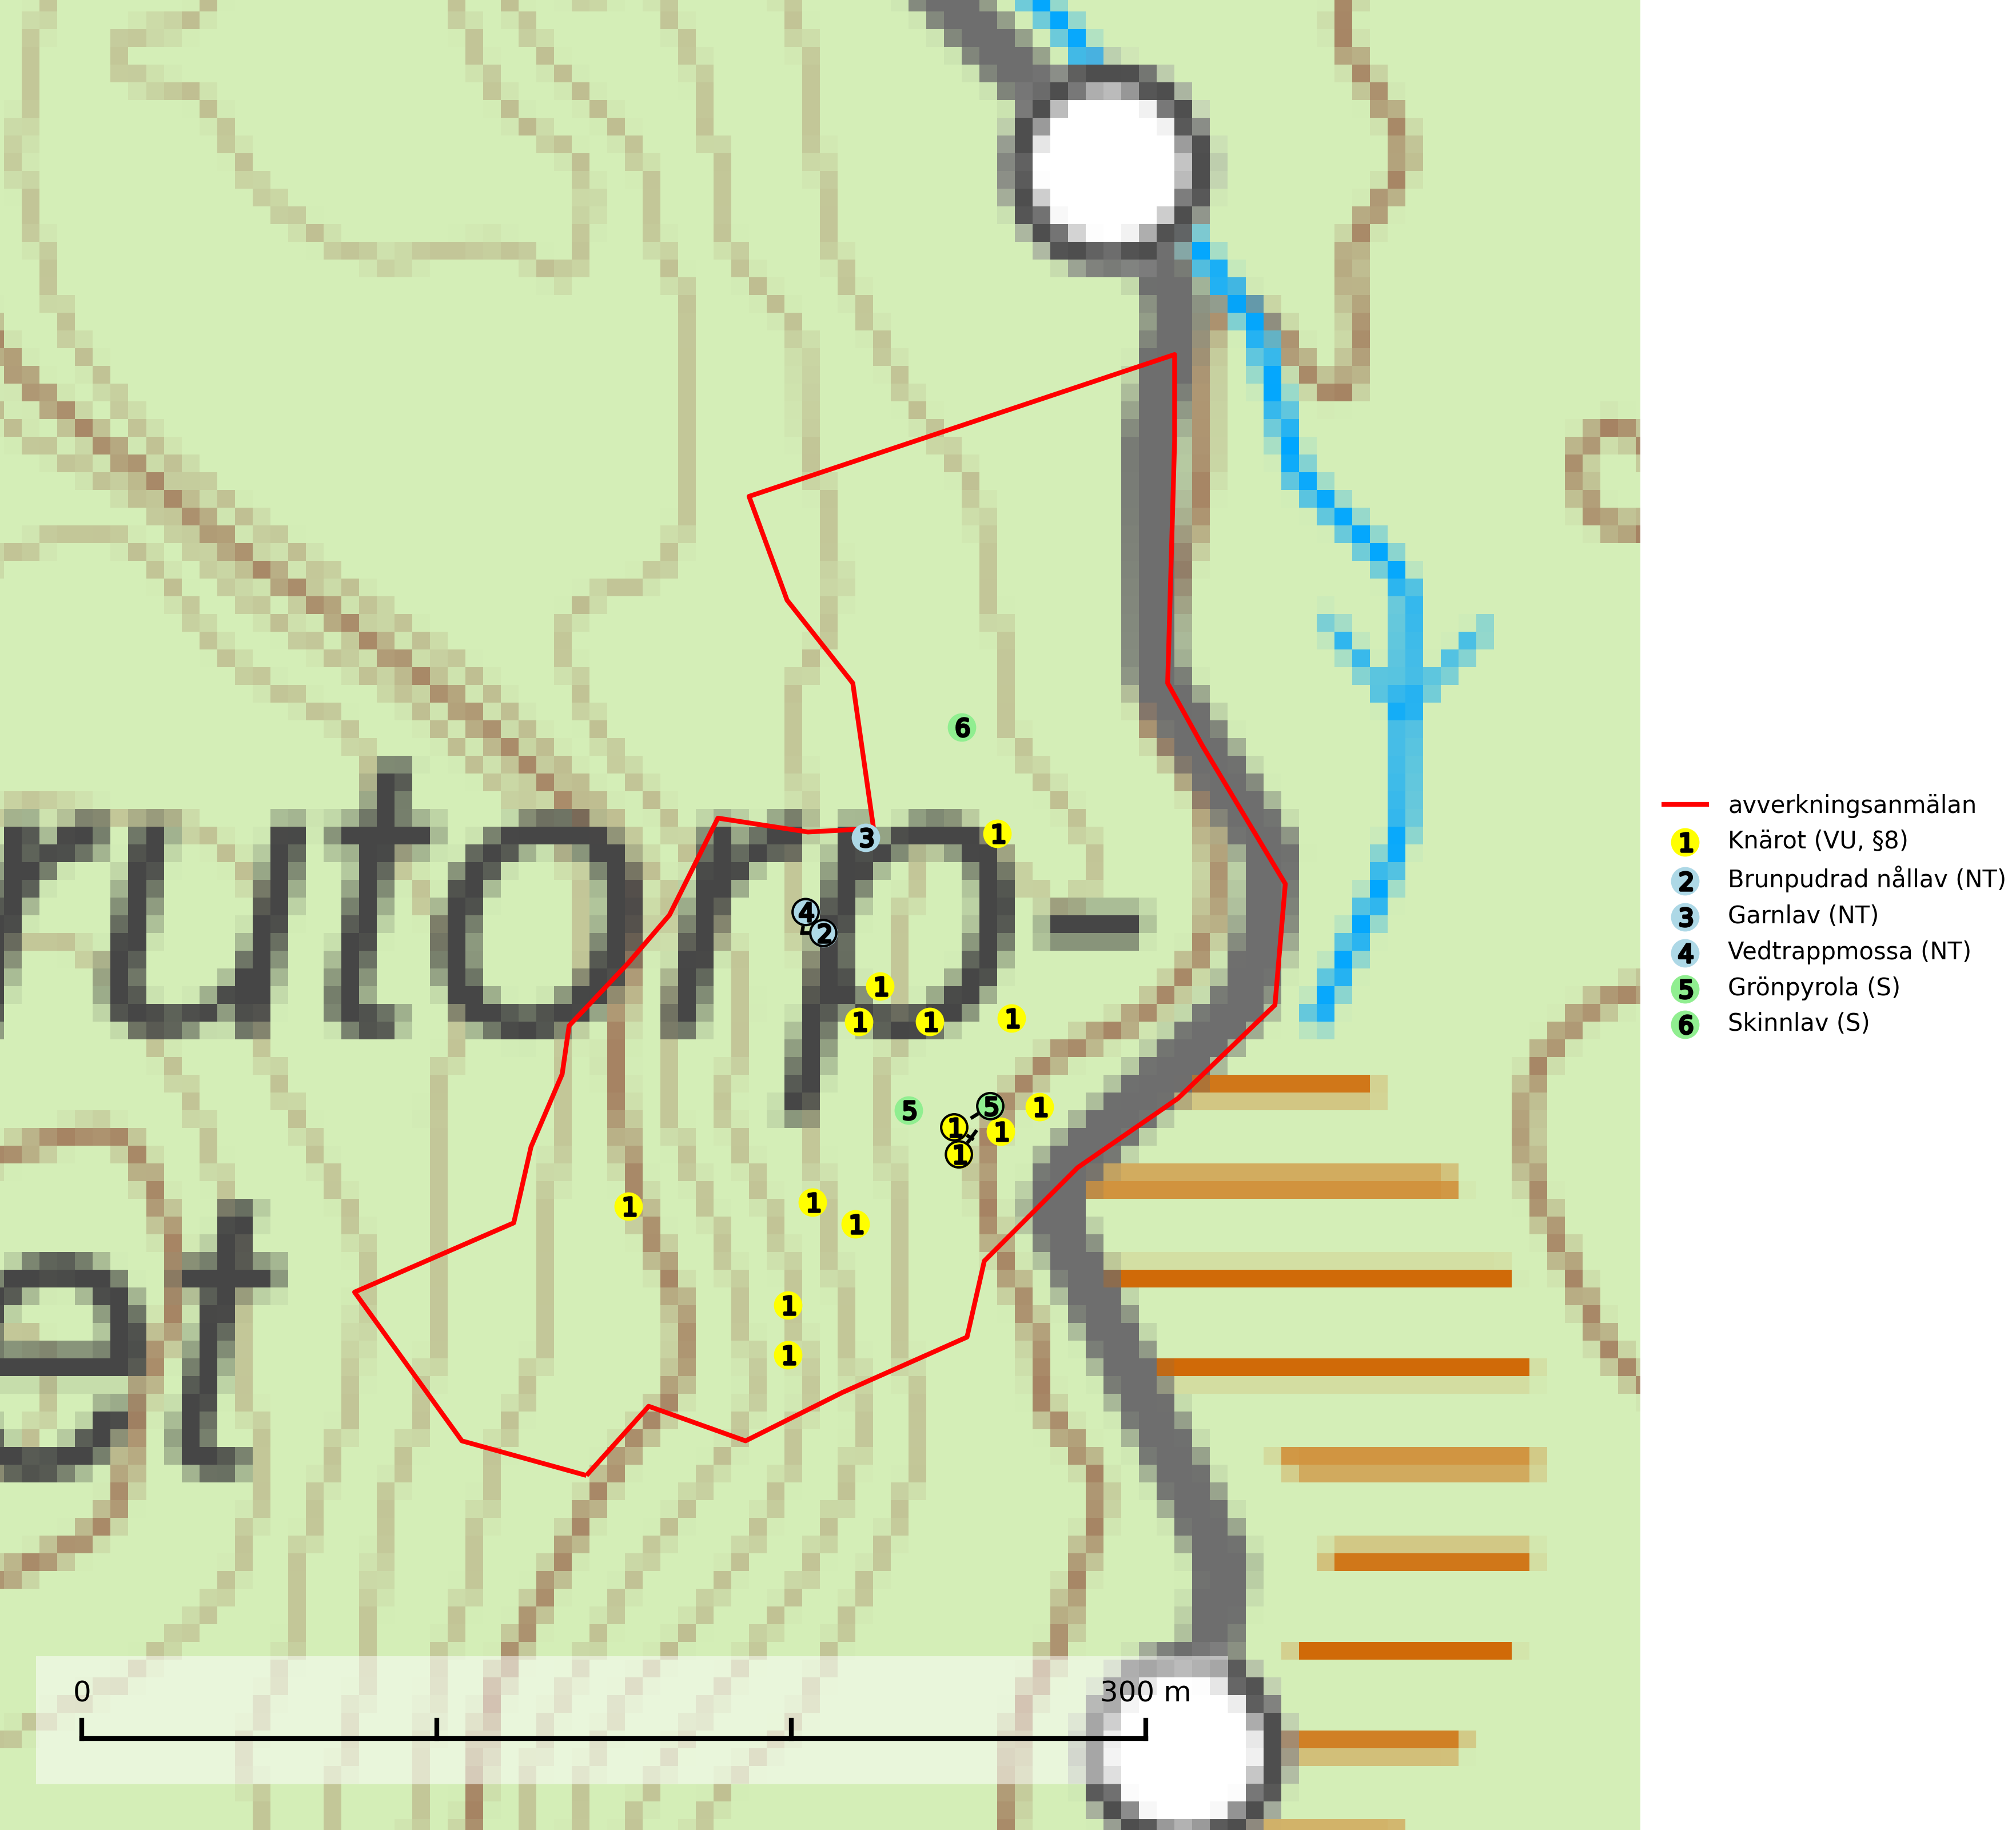 6
3
1
rutorp-
4
2
1
1
1
1
5
5
1
1
1
1
1
1
1
et
1
1
0
300 m
avverkningsanmälan
1 Knärot (VU, §8)
2 Brunpudrad nållav (NT)
3 Garnlav (NT)
4 Vedtrappmossa (NT)
5 Grönpyrola (S)
6 Skinnlav (S)